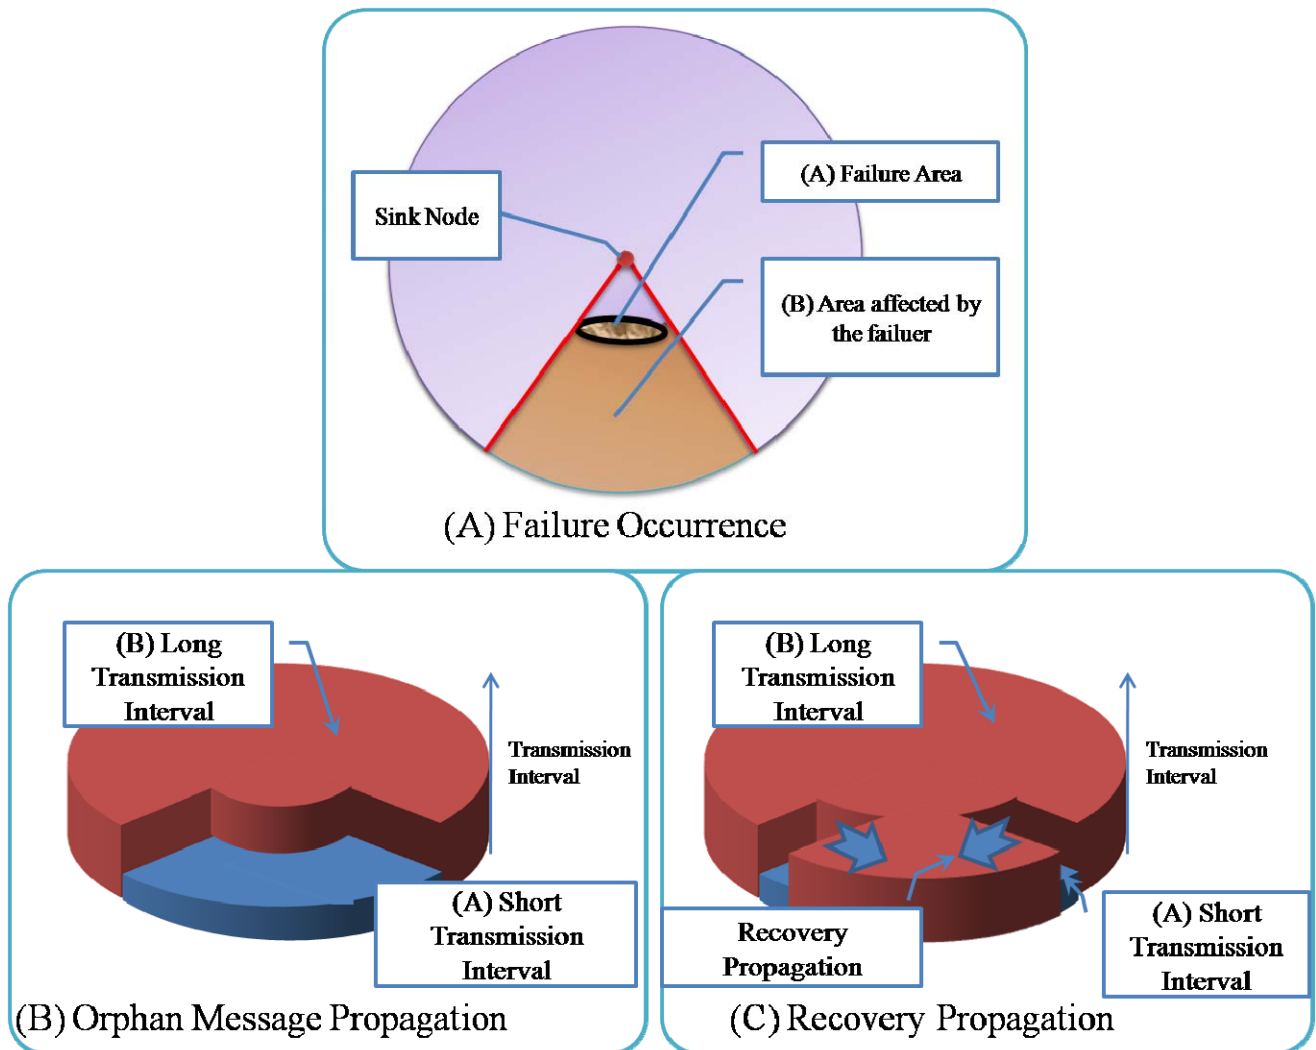 Sink Node
(A) Failure Area
(B) Area affected by
the failuer
(A) Failure Occurrence
(B) Long
Transmission
Interval
Transmission
Interval
(A) Short
Transmission
Interval
(B) Orphan Message Propagation
(B) Long
Transmission
Interval
Transmission
Interval
Recovery
Propagation
(A) Short
Transmission
Interval
(C) Recovery Propagation